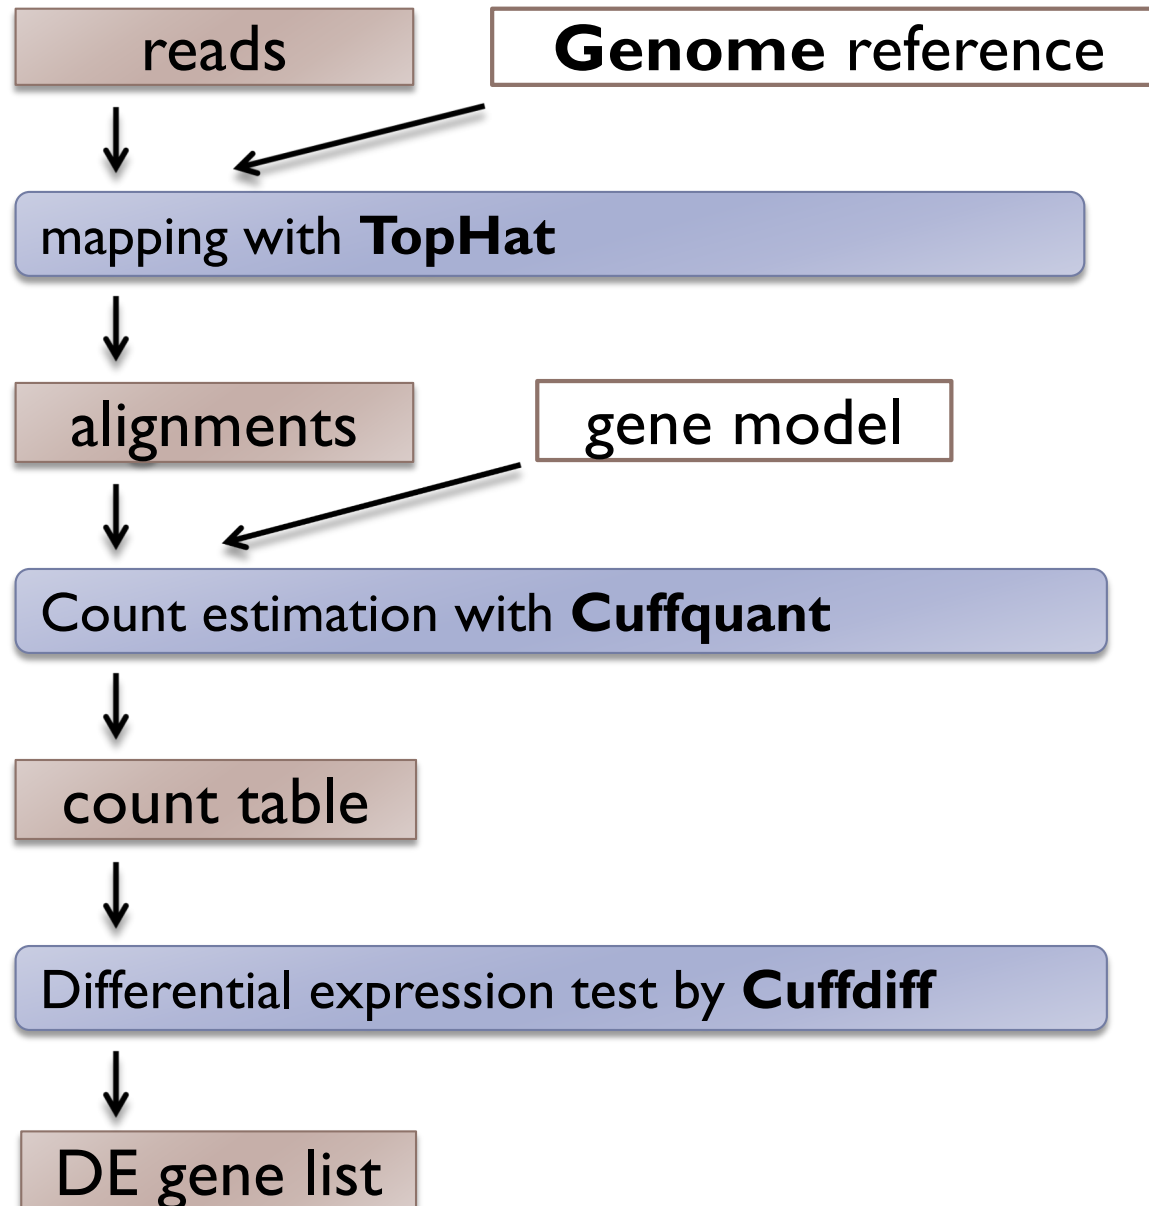 reads
Genome reference
mapping with TopHat
alignments
gene model
Count estimation with Cuffquant
count table
Differential expression test by Cuffdiff
DE gene list